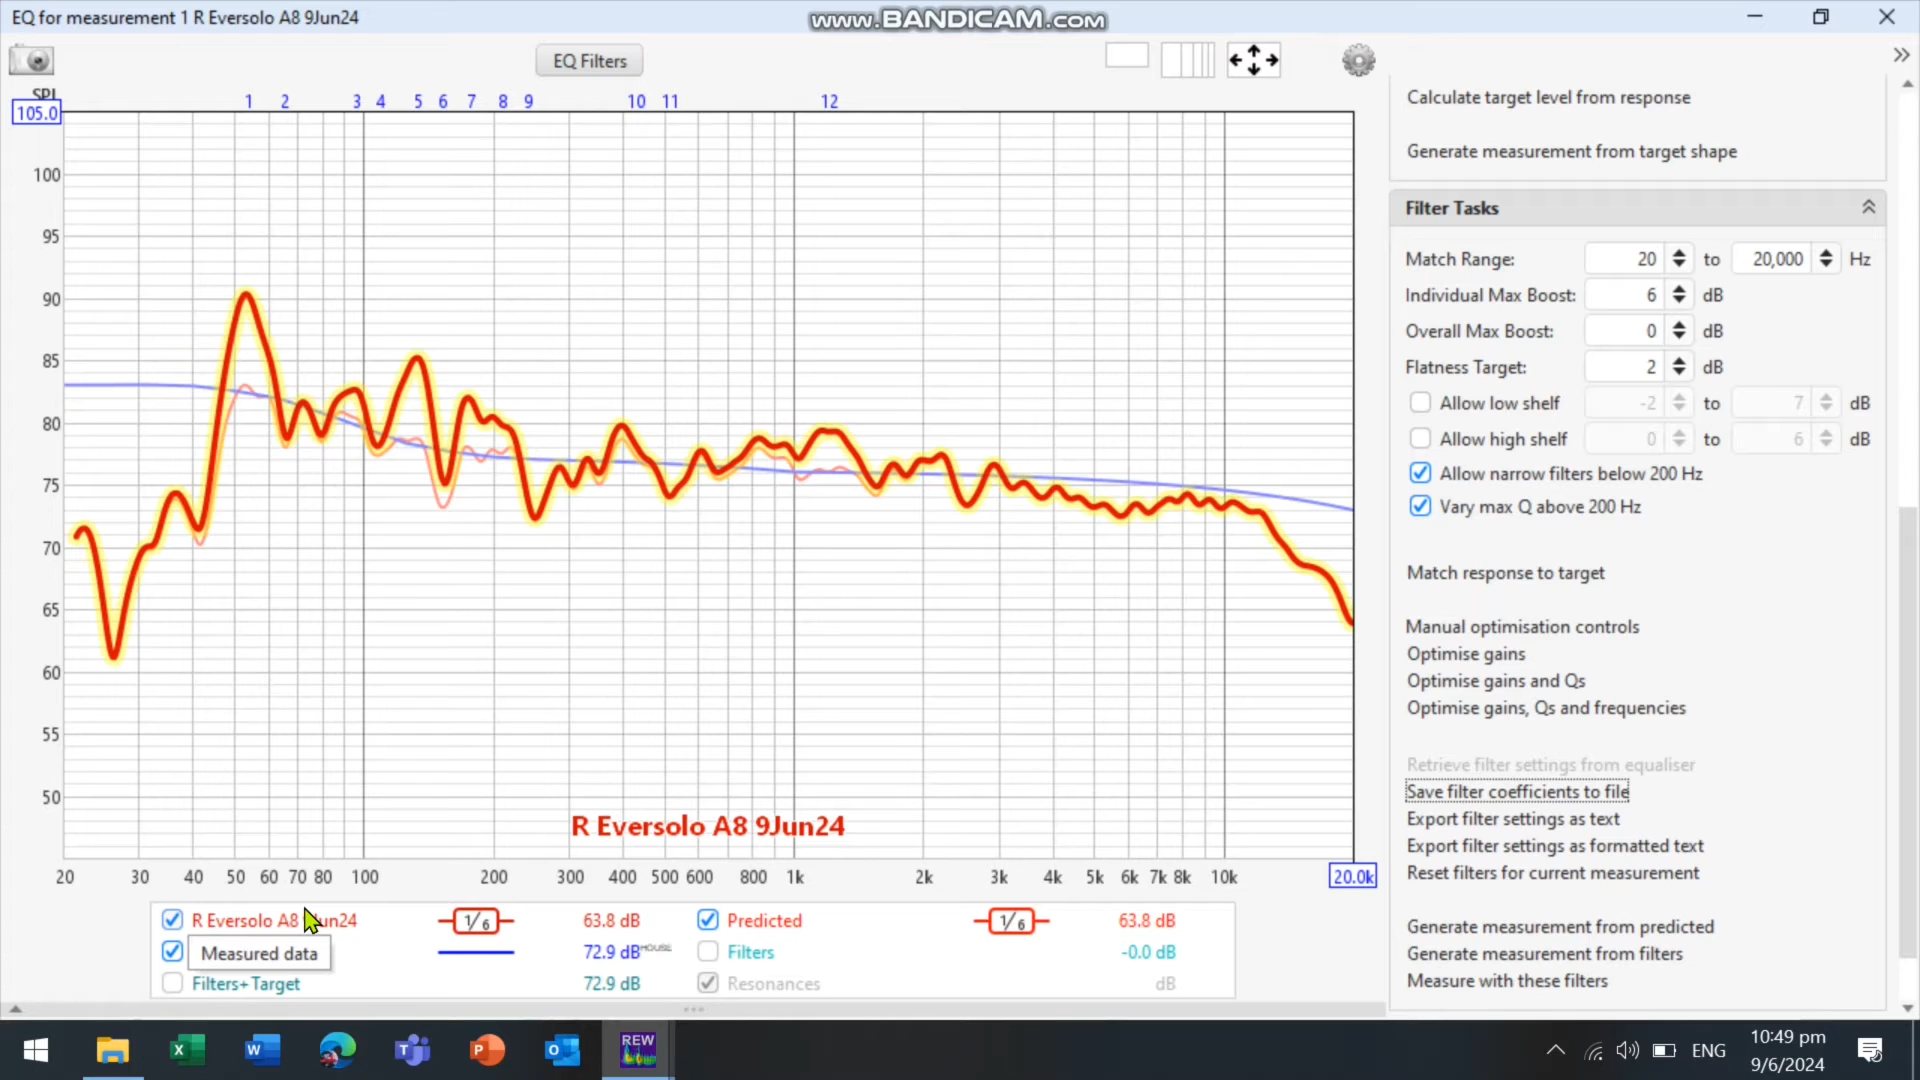 EQ for measurement 1 R Eversolo A8 9Jun24
www.BANDICAM.com
EQ Filters
SPL
1 2 3 4 5 6 7 8 9 10 11 12
105.0
100
95
90
85
80
75
70
65
60
55
50
R Eversolo A8 9Jun24
20 30 40 50 60 70 80 100 200 300 400 500 600 800 1k 2k 3k 4k 5k 6k 7k 8k 10k 20.0k
R Eversolo A8 9Jun24 1/6 63.8 dB Predicted 1/6 63.8 dB
Measured data 72.9 dB HOUSE Filters -0.0 dB
Filters+Target 72.9 dB Resonances dB
Calculate target level from response
Generate measurement from target shape
Filter Tasks
Match Range: 20 to 20,000 Hz
Individual Max Boost: 6 dB
Overall Max Boost: 0 dB
Flatness Target: 2 dB
Allow low shelf -2 to 7 dB
Allow high shelf 0 to 6 dB
Allow narrow filters below 200 Hz
Vary max Q above 200 Hz
Match response to target
Manual optimisation controls
Optimise gains
Optimise gains and Qs
Optimise gains, Qs and frequencies
Retrieve filter settings from equaliser
Save filter coefficients to file
Export filter settings as text
Export filter settings as formatted text
Reset filters for current measurement
Generate measurement from predicted
Generate measurement from filters
Measure with these filters
REW
ENG
10:49 pm
9/6/2024